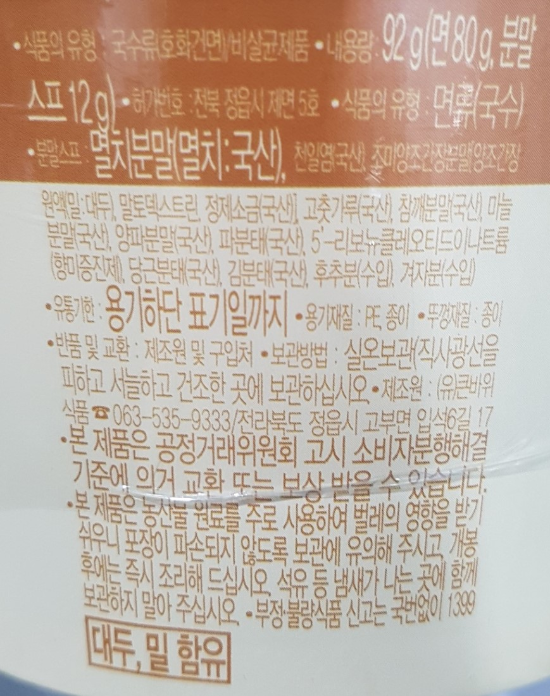 •식품의 유형 : 국수류(호화건면)/비살균제품 •내용량: 92g(면80g, 분말
스프12g) •허가번호 :전북 정읍시 제면 5호 •식품의 유형 : 면류(국수)
•분말스프 : 멸치분말(멸치:국산), 천일염(국산), 조미양조간장분말(양조간장
원액(밀:대두), 말토덱스트린, 정제소금(국산), 고춧가루(국산), 참깨분말(국산), 마늘
분말(국산), 양파분말(국산), 파분태(국산), 5'-리보뉴클레오티드이나트륨
(향미증진제), 당근분태(국산), 김분태(국산), 후추분(수입), 겨자분(수입)
•유통기한 : 용기하단 표기일까지 •용기재질 : PE, 종이 •뚜껑재질 : 종이
•반품 및 교환 : 제조원 및 구입처 •보관방법 : 실온보관(직사광선을
피하고 서늘하고 건조한 곳에 보관하십시오 •제조원 : (유)큰바위
식품 ☎ 063-535-9333/전라북도 정읍시 고부면 입석6길 17
•본 제품은 공정거래위원회 고시 소비자분행해결
기준에 의거 교환 또는 보상 받을 수 있습니다.
•본 제품은 농산물 원료를 주로 사용하여 벌레의 영향을 받기
쉬우니 포장이 파손되지 않도록 보관에 유의해 주시고, 개봉
후에는 즉시 조리해 드십시오, 석유 등 냄새가 나는 곳에 함께
보관하지 말아 주십시오. •부정·불량식품 신고는 국번없이 1399
대두, 밀 함유